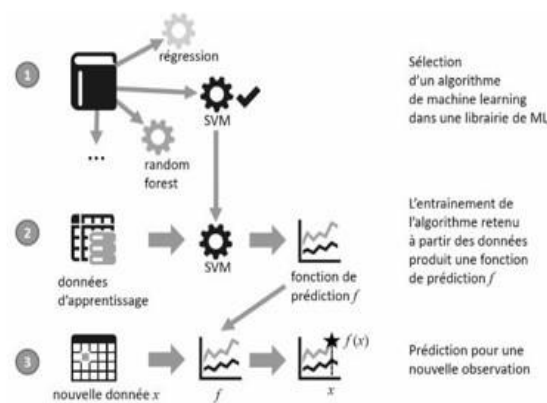 1
régression
SVM
...
random
forest
Sélection
d'un algorithme
de machine learning
dans une librairie de ML
2
données
d'apprentissage
SVM
fonction de
prédiction f
L'entraînement de
l'algorithme retenu
à partir des données
produit une fonction
de prédiction f
3
nouvelle donnée x
f
f(x)
x
Prédiction pour une
nouvelle observation